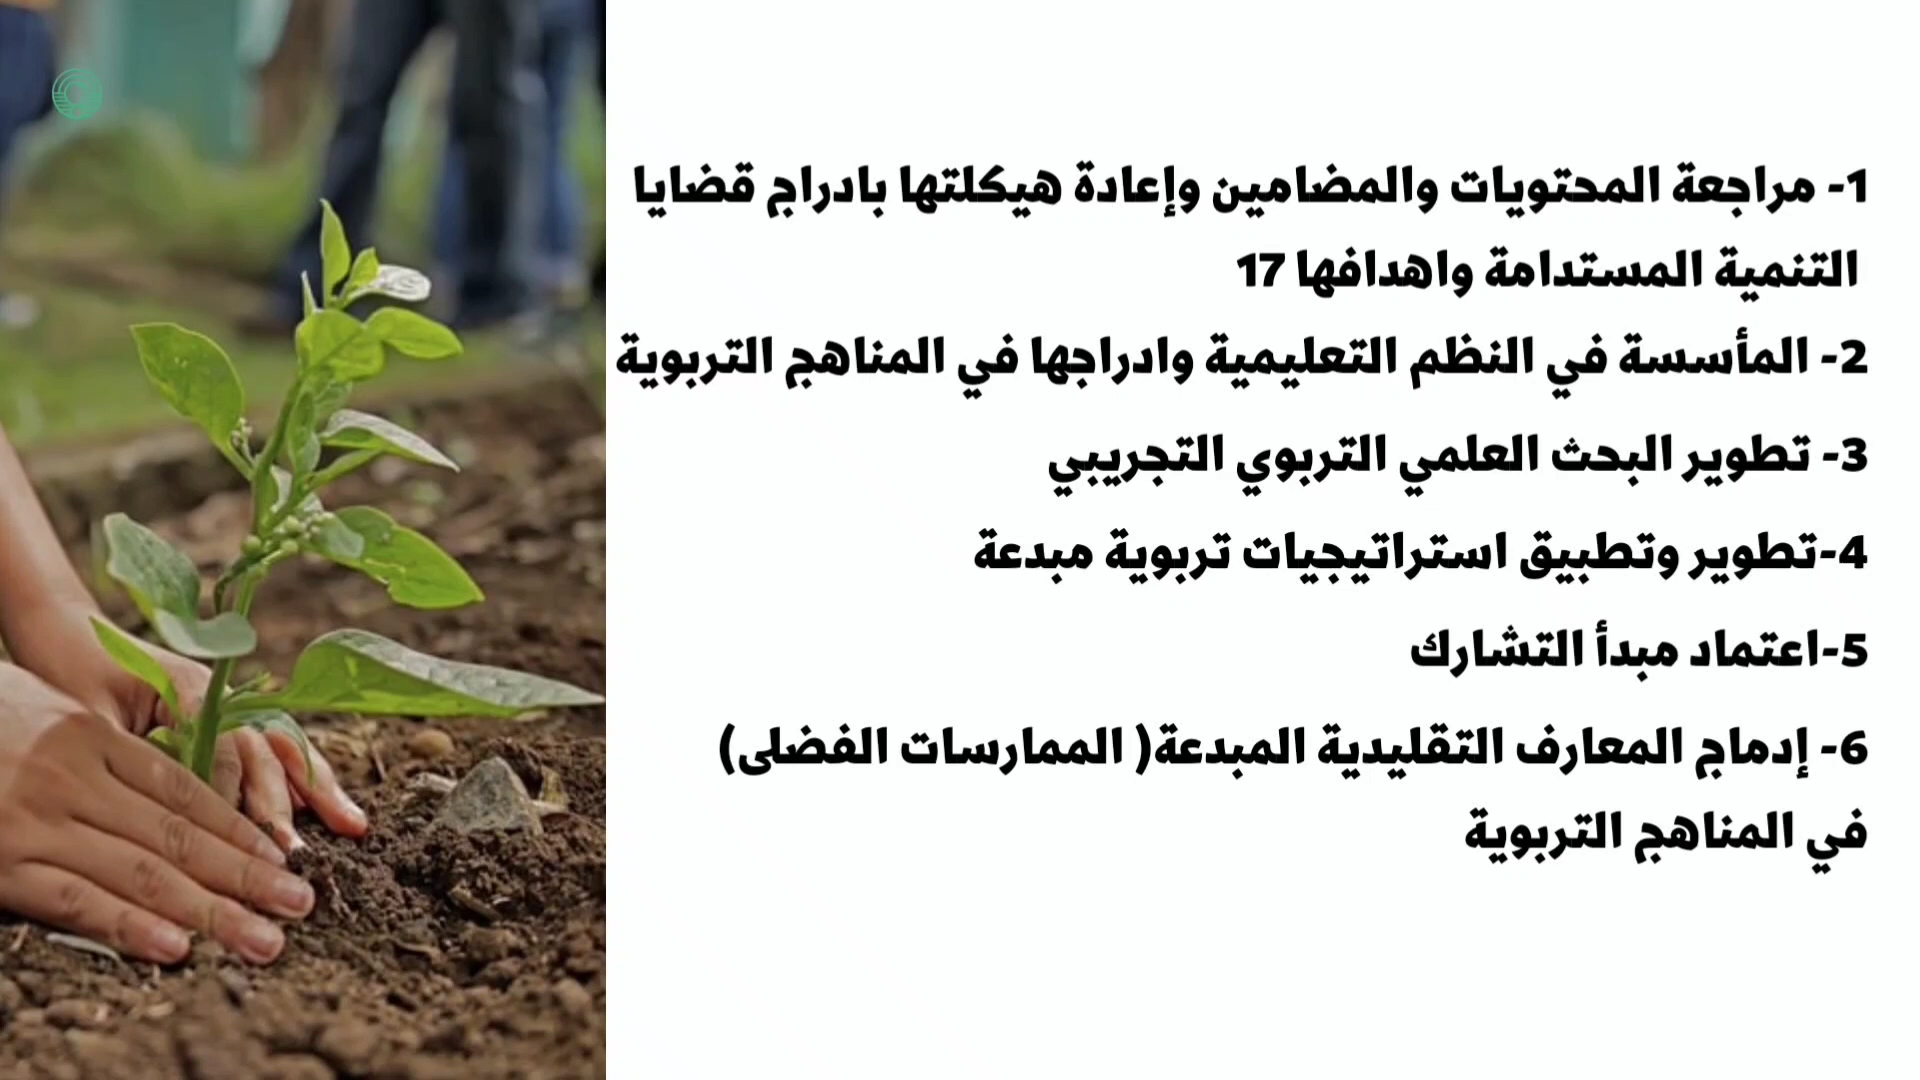 1- مراجعة المحتويات والمضامين وإعادة هيكلتها بادراج قضايا
التنمية المستدامة واهدافها 17
2- المأسسة في النظم التعليمية وادراجها في المناهج التربوية
3- تطوير البحث العلمي التربوي التجريبي
4-تطوير وتطبيق استراتيجيات تربوية مبدعة
5-اعتماد مبدأ التشارك
6- إدماج المعارف التقليدية المبدعة( الممارسات الفضلى)
في المناهج التربوية